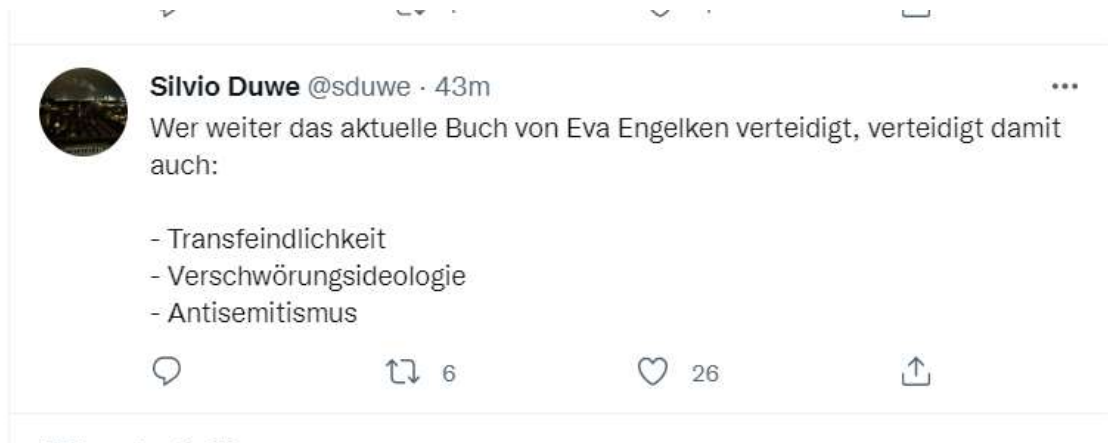 Silvio Duwe @sduwe · 43m
Wer weiter das aktuelle Buch von Eva Engelken verteidigt, verteidigt damit
auch:
- Transfeindlichkeit
- Verschwörungsideologie
- Antisemitismus
6 26